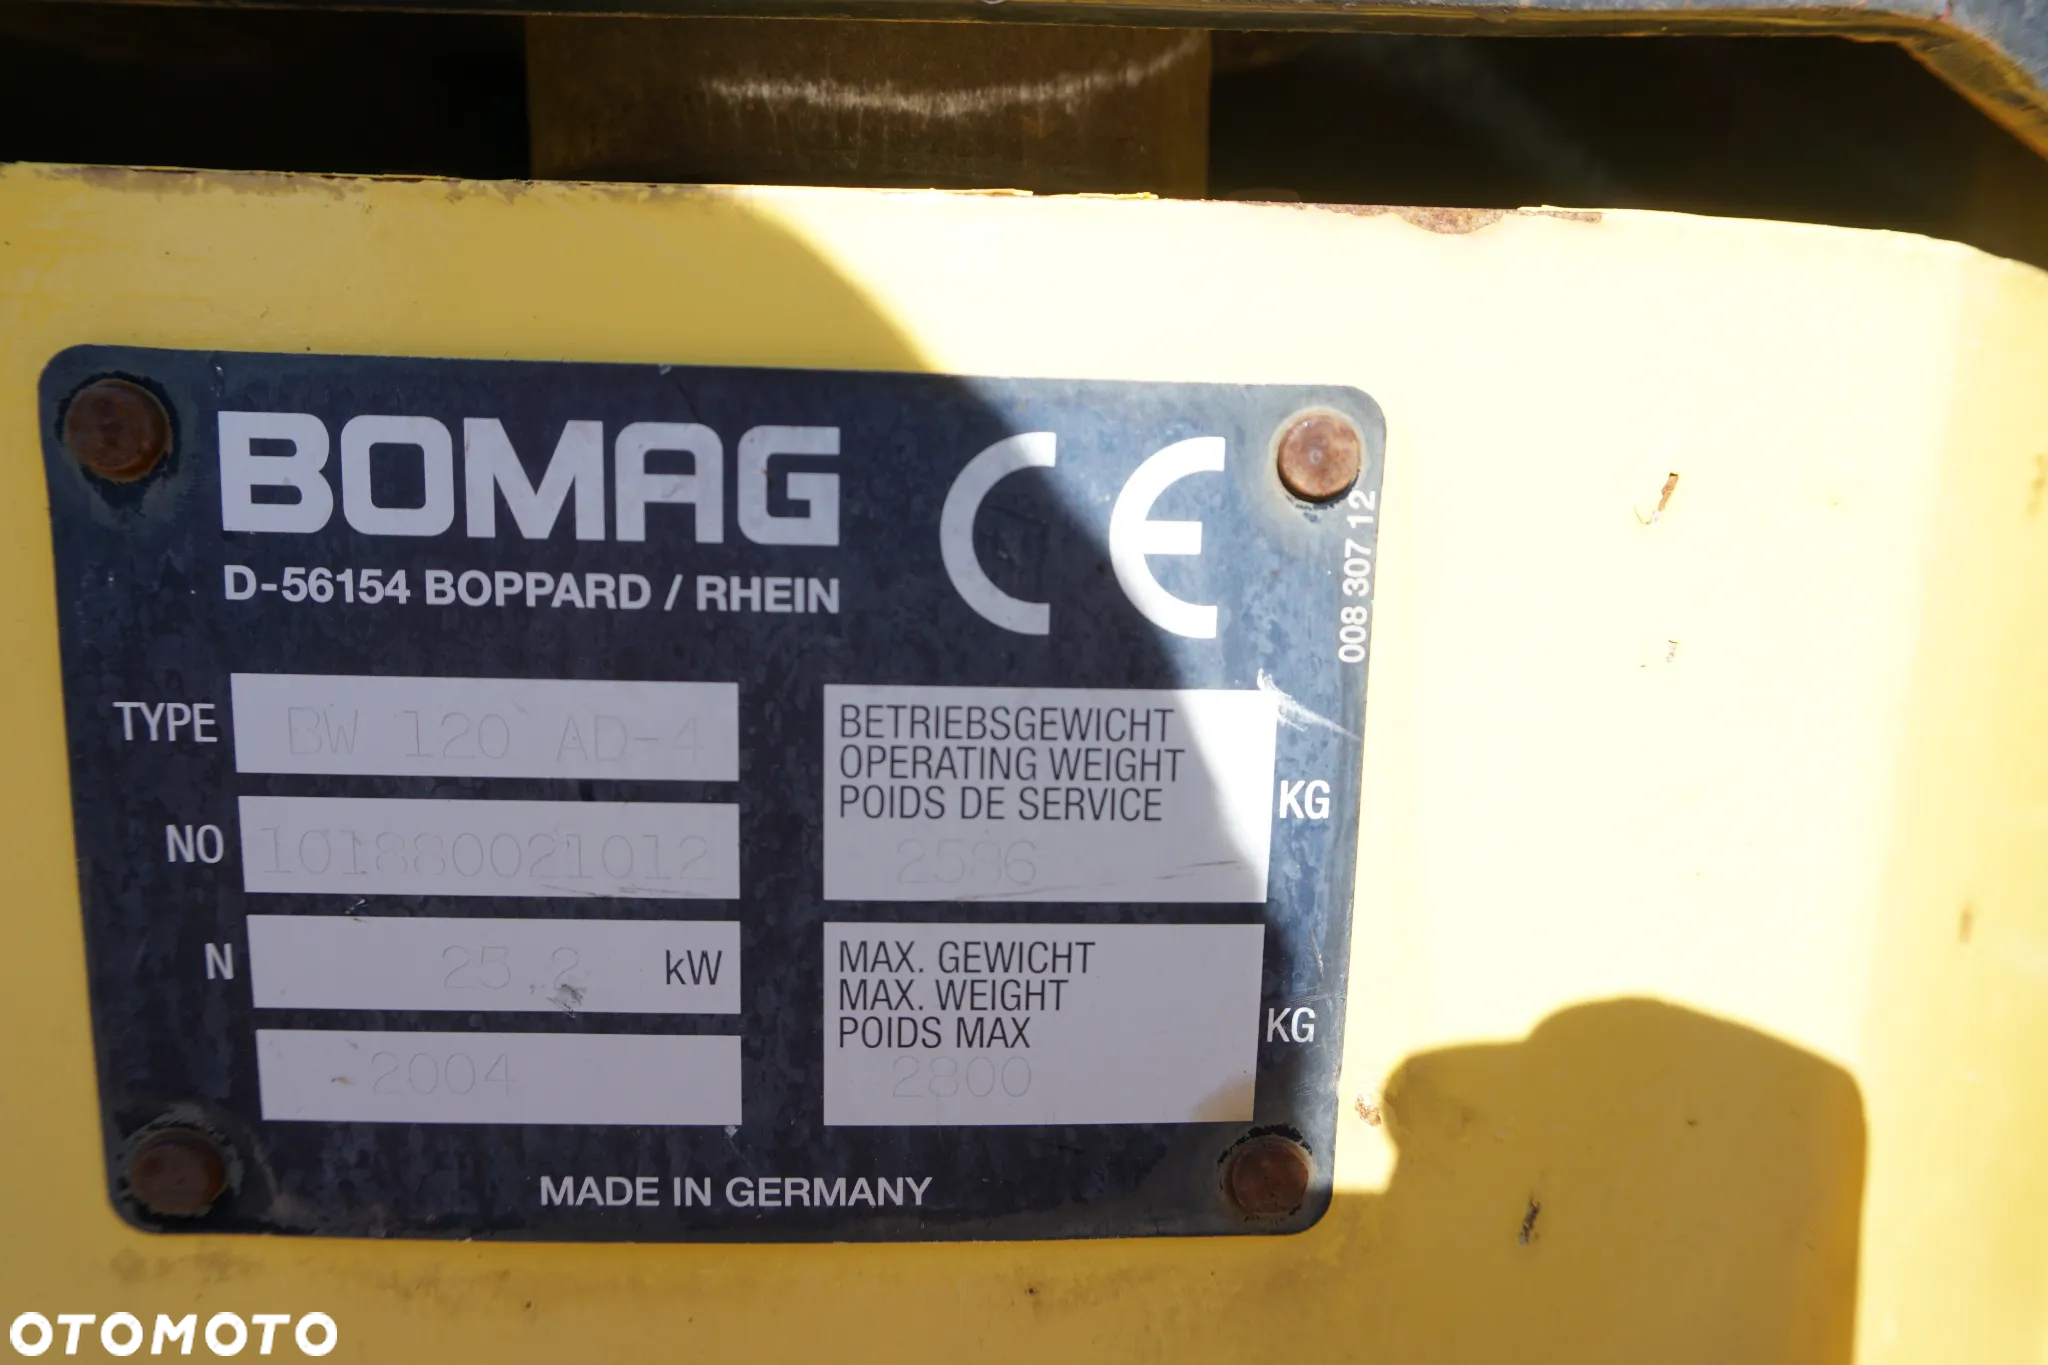 BOMAG
CE
D-56154 BOPPARD / RHEIN
008 307 12
TYPE BW 120 AD-4
NO 101880021012
N 25,2 kW
2004
BETRIEBSGEWICHT
OPERATING WEIGHT
POIDS DE SERVICE
2586 KG
MAX. GEWICHT
MAX. WEIGHT
POIDS MAX
2800 KG
MADE IN GERMANY
OTOMOTO